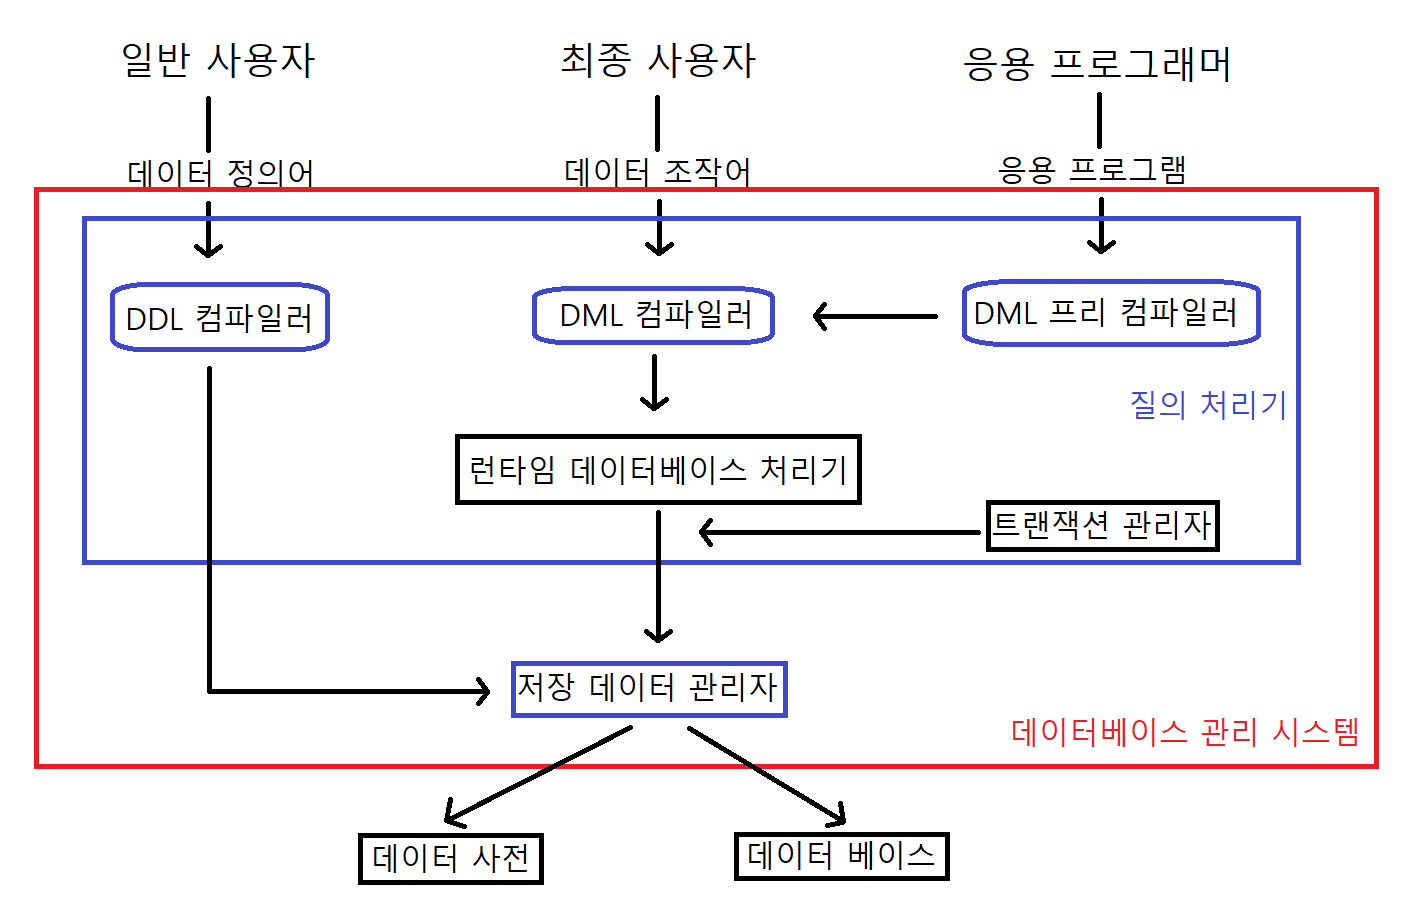 일반 사용자
최종 사용자
응용 프로그래머
데이터 정의어
데이터 조작어
응용 프로그램
DDL 컴파일러
DML 컴파일러
DML 프리 컴파일러
질의 처리기
런타임 데이터베이스 처리기
트랜잭션 관리자
저장 데이터 관리자
데이터베이스 관리 시스템
데이터 사전
데이터 베이스